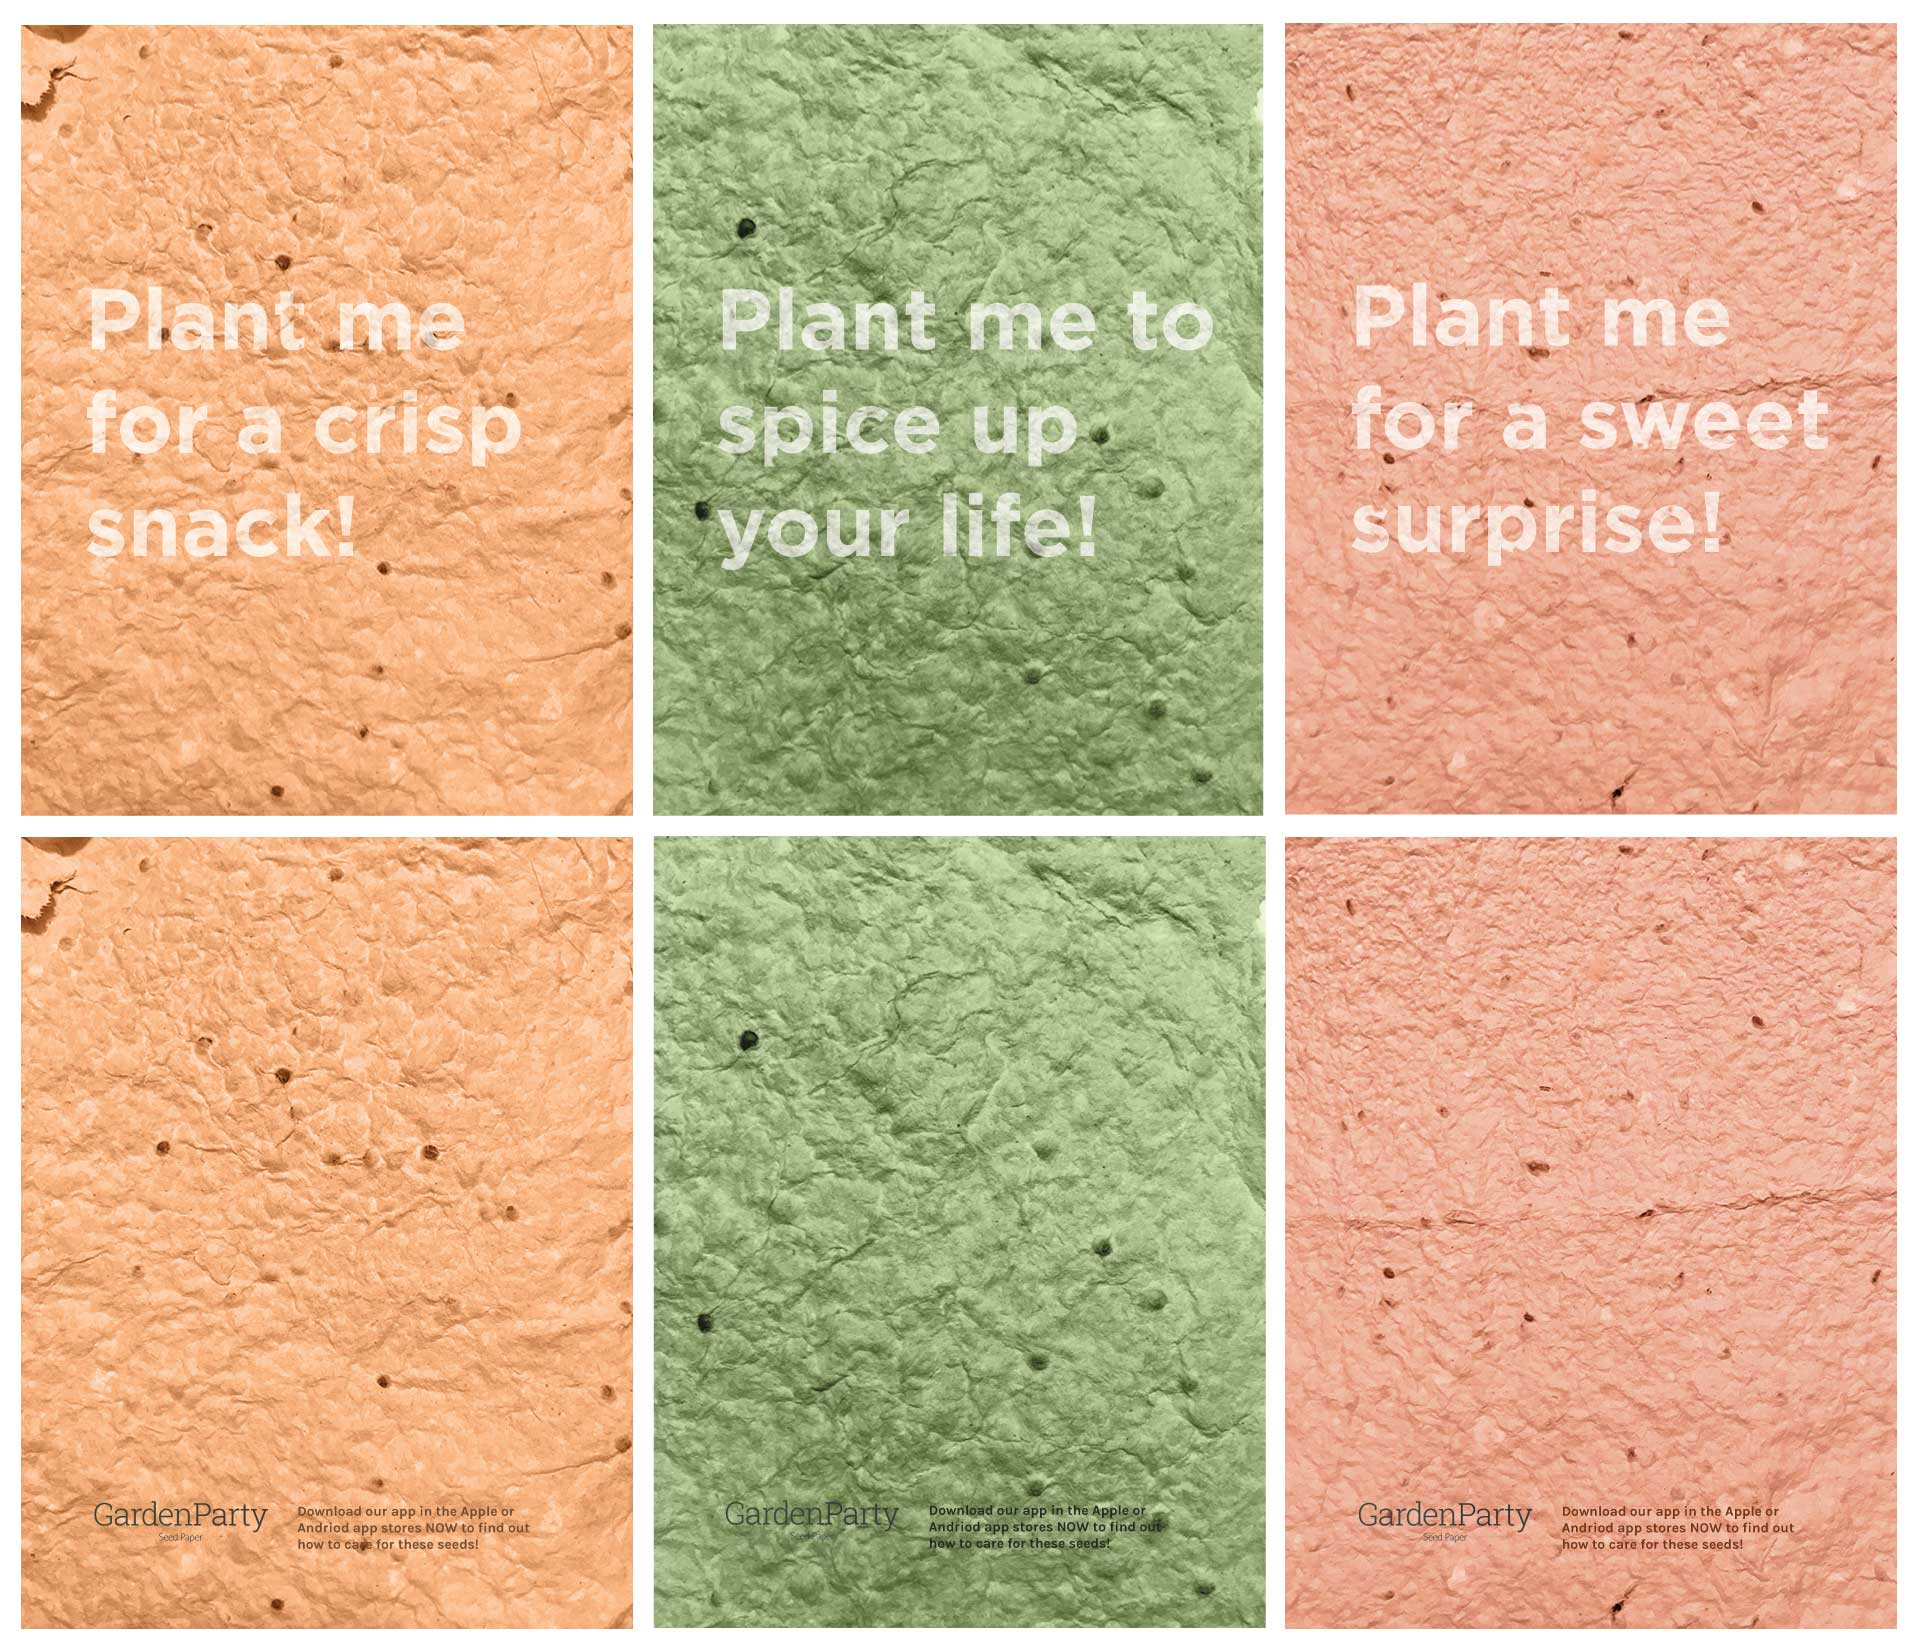 Plant me
for a crisp
snack!
Plant me to
spice up
your life!
Plant me
for a sweet
surprise!
GardenParty
Seed Paper
Download our app in the Apple or
Andriod app stores NOW to find out
how to care for these seeds!
GardenParty
Seed Paper
Download our app in the Apple or
Andriod app stores NOW to find out
how to care for these seeds!
GardenParty
Seed Paper
Download our app in the Apple or
Andriod app stores NOW to find out
how to care for these seeds!